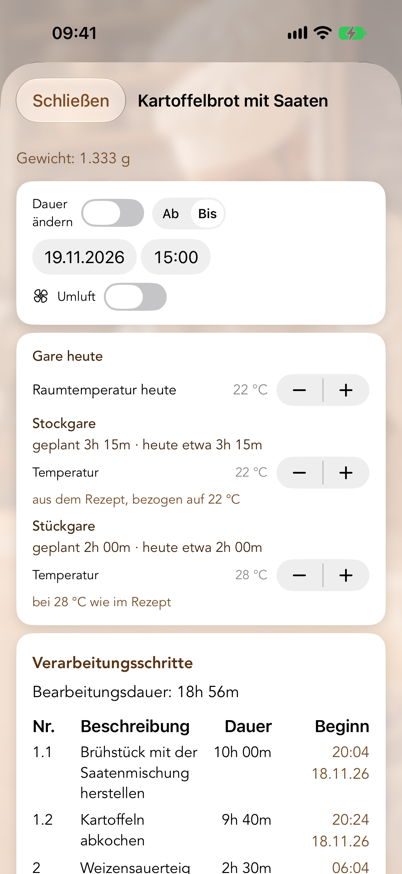 09:41
Schließen Kartoffelbrot mit Saaten
Gewicht: 1.333 g
Dauer
ändern Ab Bis
19.11.2026 15:00
Umluft
Gare heute
Raumtemperatur heute 22 °C − +
Stockgare
geplant 3h 15m · heute etwa 3h 15m
Temperatur 22 °C − +
aus dem Rezept, bezogen auf 22 °C
Stückgare
geplant 2h 00m · heute etwa 2h 00m
Temperatur 28 °C − +
bei 28 °C wie im Rezept
Verarbeitungsschritte
Bearbeitungsdauer: 18h 56m
Nr. Beschreibung Dauer Beginn
1.1 Brühstück mit der 10h 00m 20:04
Saatenmischung 18.11.26
herstellen
1.2 Kartoffeln 9h 40m 20:24
abkochen 18.11.26
2 Weizensauerteig 2h 30m 06:04